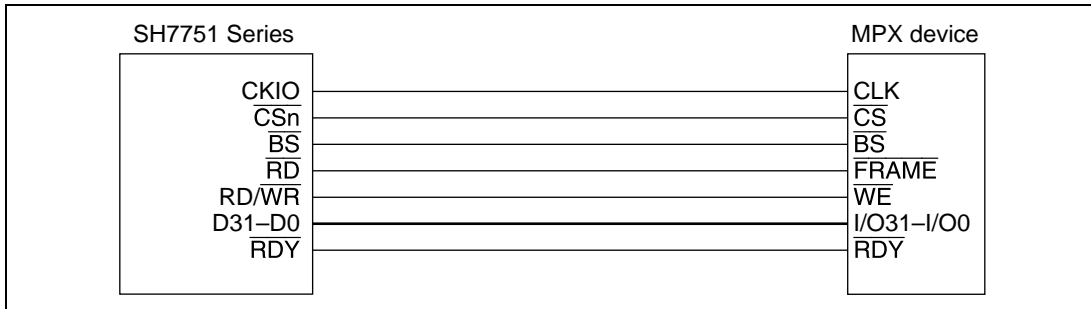 SH7751 Series
MPX device
CKIO
CSn
BS
RD
RD/WR
D31–D0
RDY
CLK
CS
BS
FRAME
WE
I/O31–I/O0
RDY